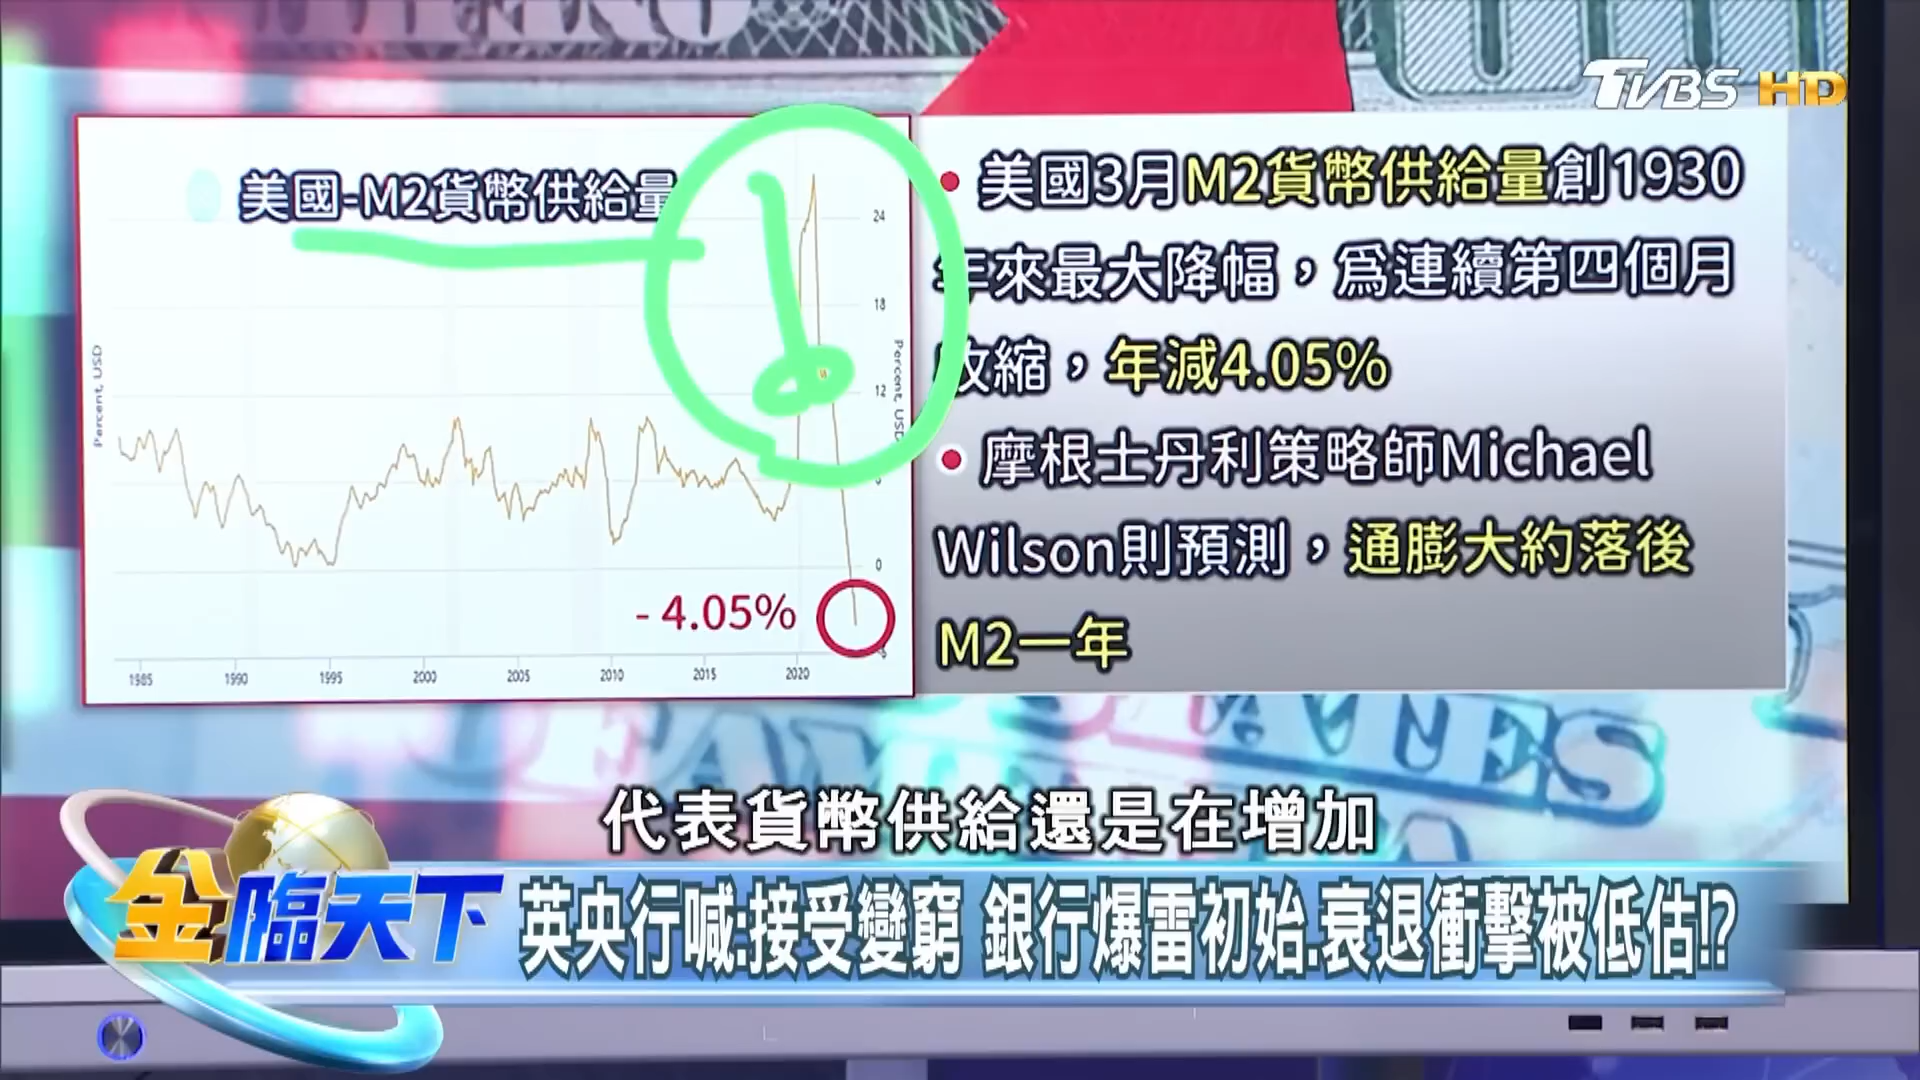 TVBS HD
美國-M2貨幣供給量
24
18
12
0
Percent, USD
Percent, USD
- 4.05%
1985 1990 1995 2000 2005 2010 2015 2020
• 美國3月M2貨幣供給量創1930
年來最大降幅，為連續第四個月
收縮，年減4.05%
• 摩根士丹利策略師Michael
Wilson則預測，通膨大約落後
M2一年
代表貨幣供給還是在增加
金臨天下
英央行喊:接受變窮 銀行爆雷初始.衰退衝擊被低估!?